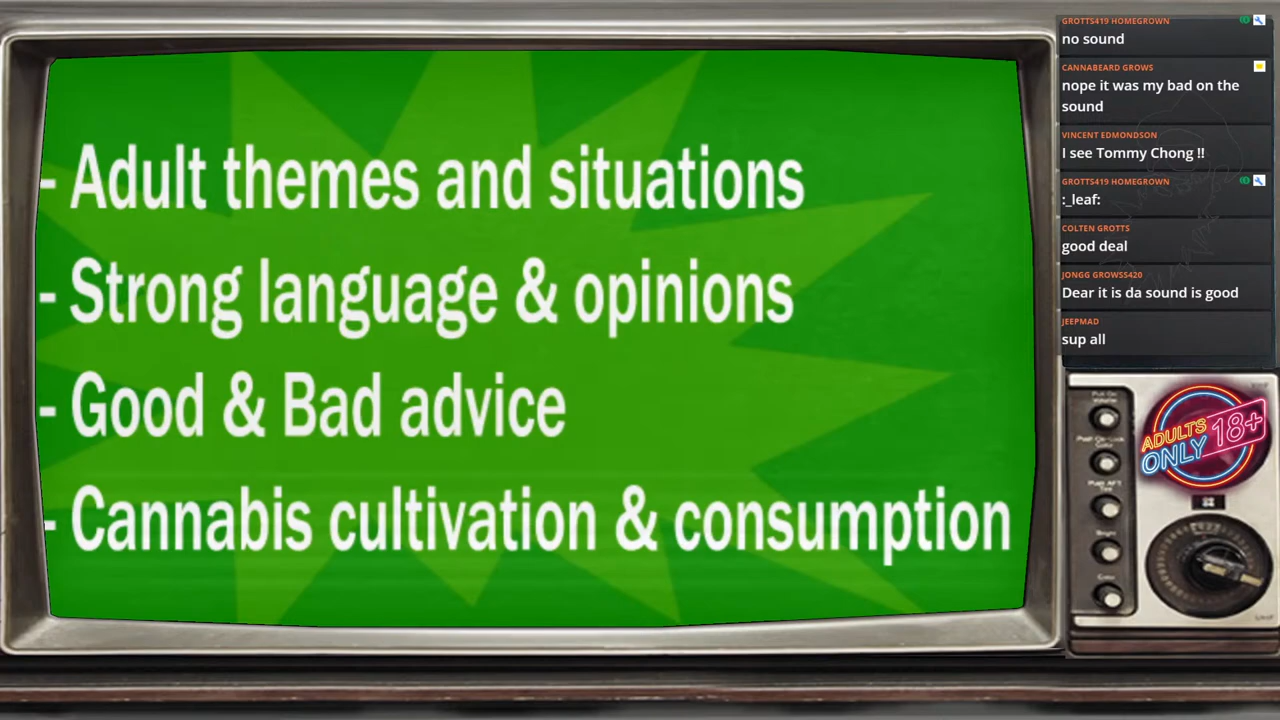 - Adult themes and situations
- Strong language & opinions
- Good & Bad advice
- Cannabis cultivation & consumption
GROTTS419 HOMEGROWN
no sound
CANNABEARD GROWS
nope it was my bad on the
sound
VINCENT EDMONDSON
I see Tommy Chong !!
GROTTS419 HOMEGROWN
:_leaf:
COLTEN GROTTS
good deal
JONGG GROWSS420
Dear it is da sound is good
JEEPMAD
sup all
ADULTS
ONLY 18+